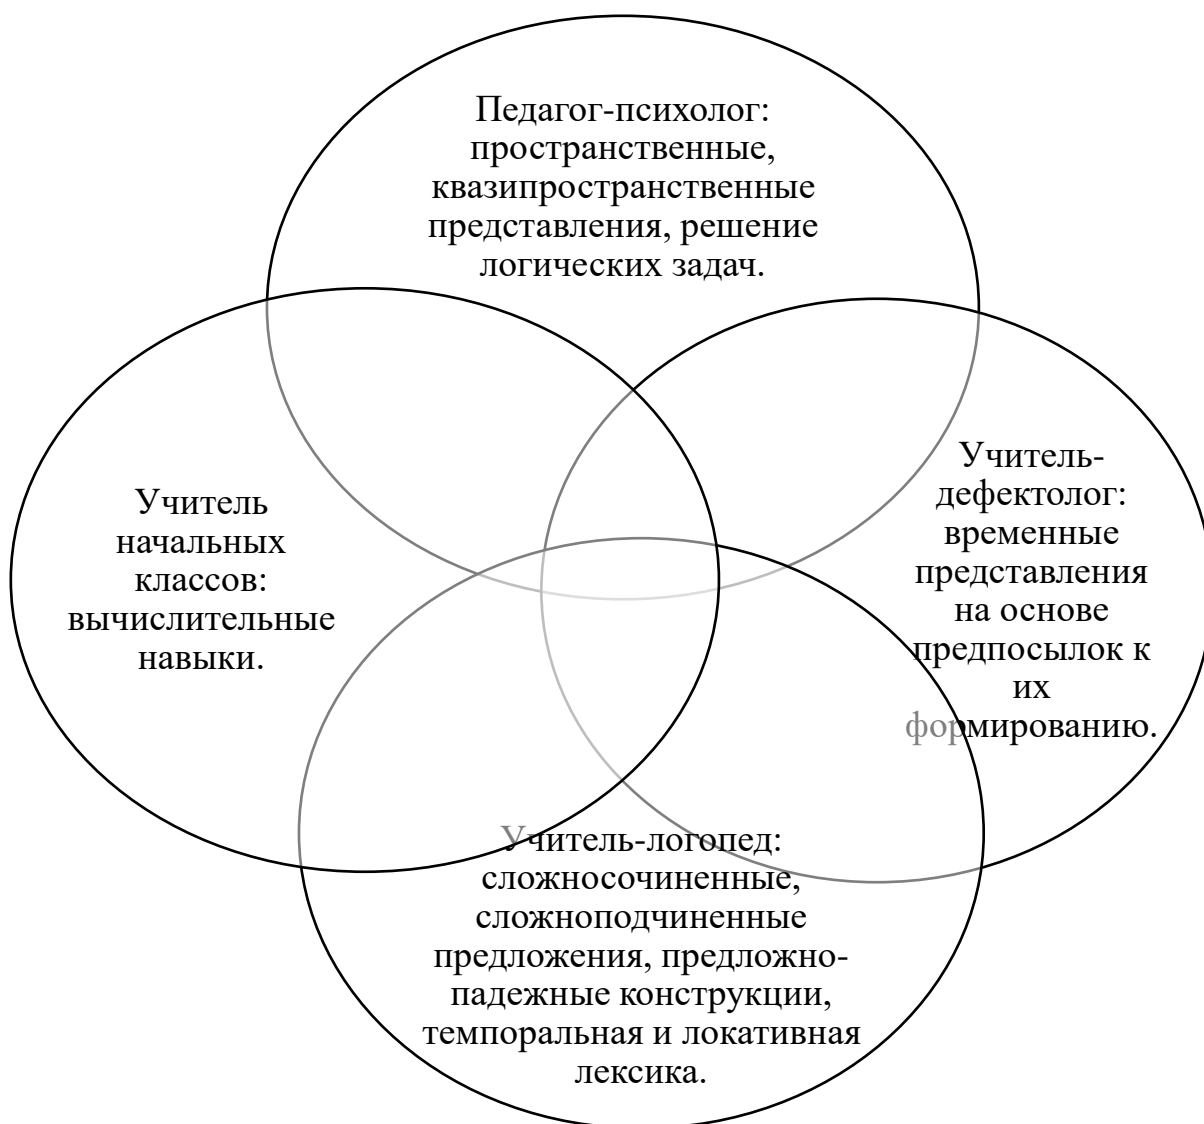 Педагог-психолог:
пространственные,
квазипространственные
представления, решение
логических задач.
Учитель
начальных
классов:
вычислительные
навыки.
Учитель-
дефектолог:
временные
представления
на основе
предпосылок к
их
формированию.
Учитель-логопед:
сложносочиненные,
сложноподчиненные
предложения, предложно-
падежные конструкции,
темпоральная и локативная
лексика.